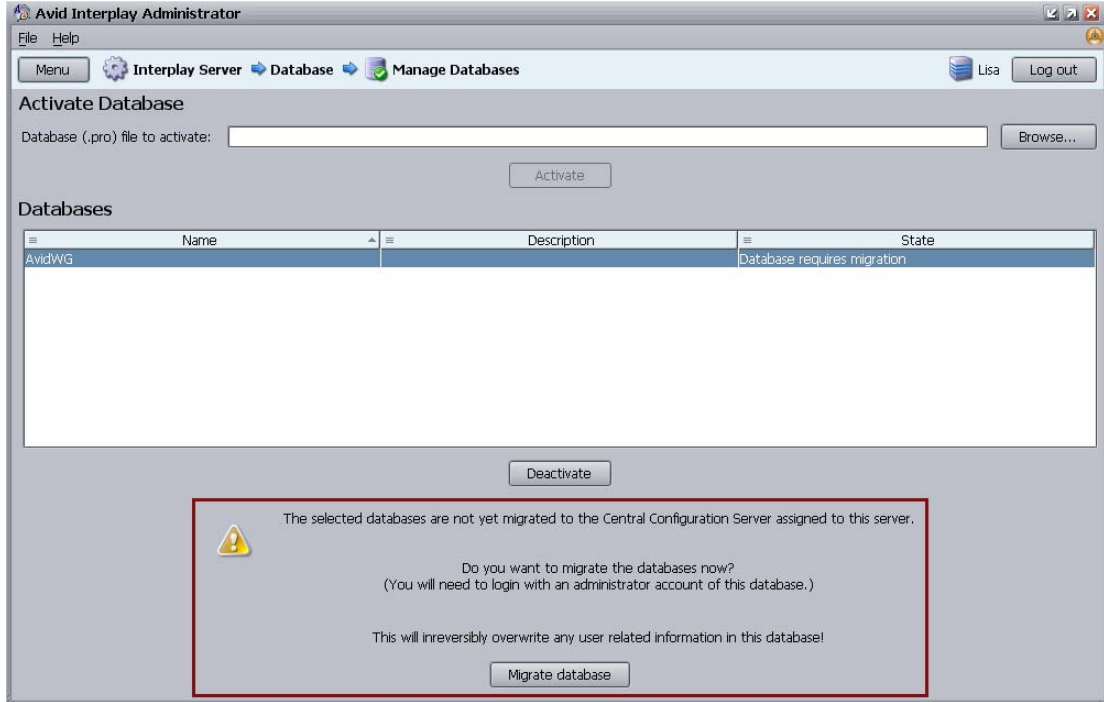 Avid Interplay Administrator
File Help
Menu Interplay Server Database Manage Databases Lisa Log out
Activate Database
Database (.pro) file to activate: Browse...
Activate
Databases
Name Description State
AvidWG Database requires migration
Deactivate
The selected databases are not yet migrated to the Central Configuration Server assigned to this server.
Do you want to migrate the databases now?
(You will need to login with an administrator account of this database.)
This will inreversibly overwrite any user related information in this database!
Migrate database